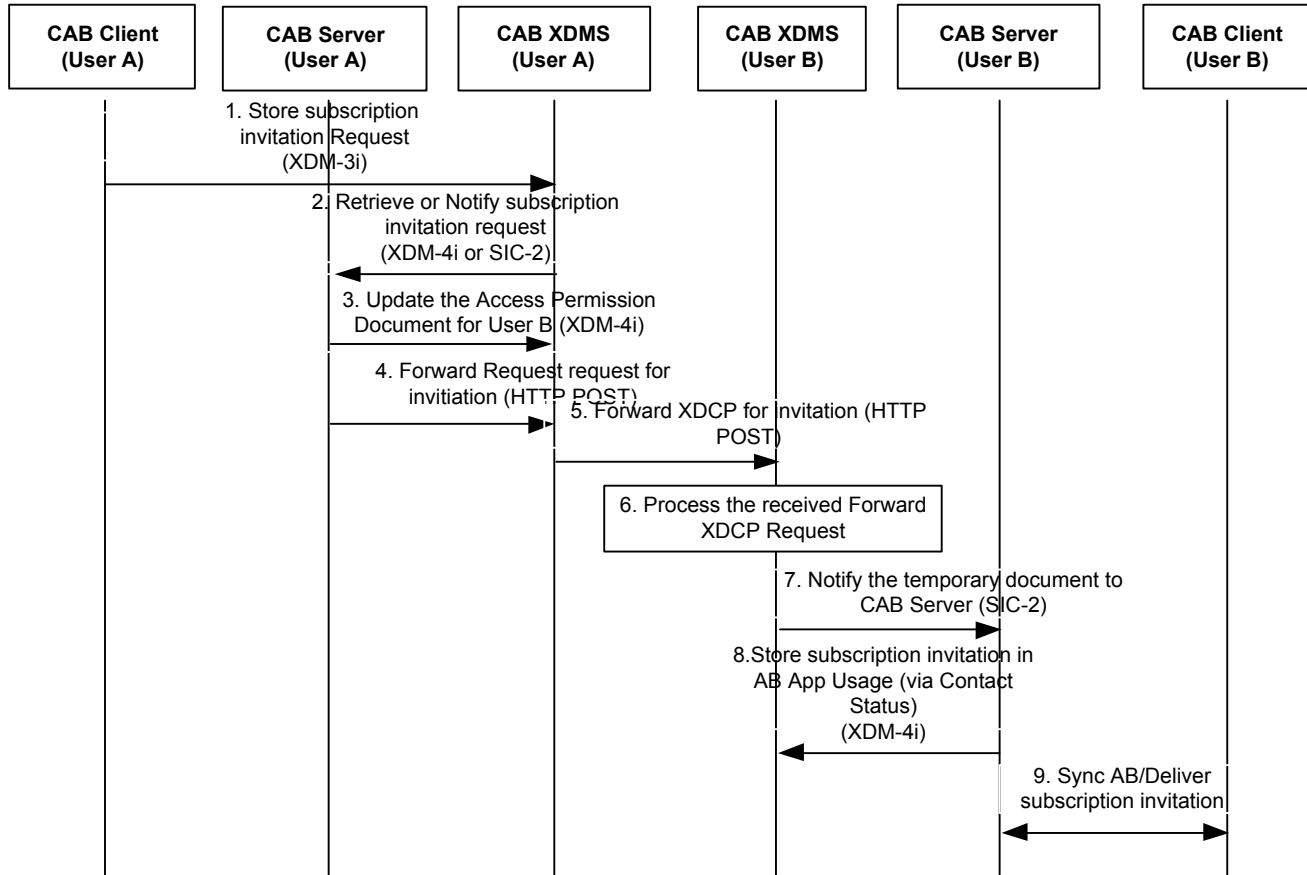 CAB Client
(User A)
CAB Server
(User A)
CAB XDMS
(User A)
CAB XDMS
(User B)
CAB Server
(User B)
CAB Client
(User B)
1. Store subscription
invitation Request
(XDM-3i)
2. Retrieve or Notify subscription
invitation request
(XDM-4i or SIC-2)
3. Update the Access Permission
Document for User B (XDM-4i)
4. Forward Request request for
invitiation (HTTP POST)
5. Forward XDCP for invitation (HTTP
POST)
6. Process the received Forward
XDCP Request
7. Notify the temporary document to
CAB Server (SIC-2)
8.Store subscription invitation in
AB App Usage (via Contact
Status)
(XDM-4i)
9. Sync AB/Deliver
subscription invitation